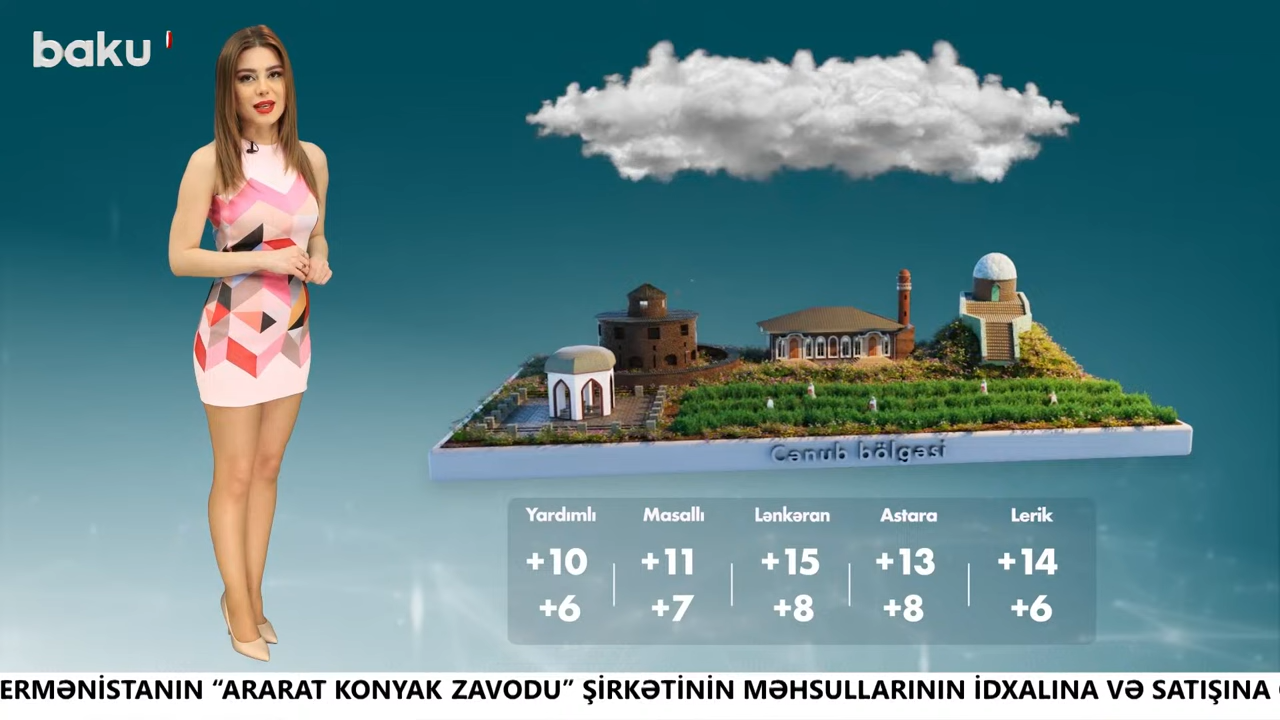 baku
Cənub bölgəsi
Yardımlı Masallı Lənkəran Astara Lerik
+10 +11 +15 +13 +14
+6 +7 +8 +8 +6
ERMƏNİSTANIN “ARARAT KONYAK ZAVODU” ŞİRKƏTİNİN MƏHSULLARININ İDXALINA VƏ SATIŞINA